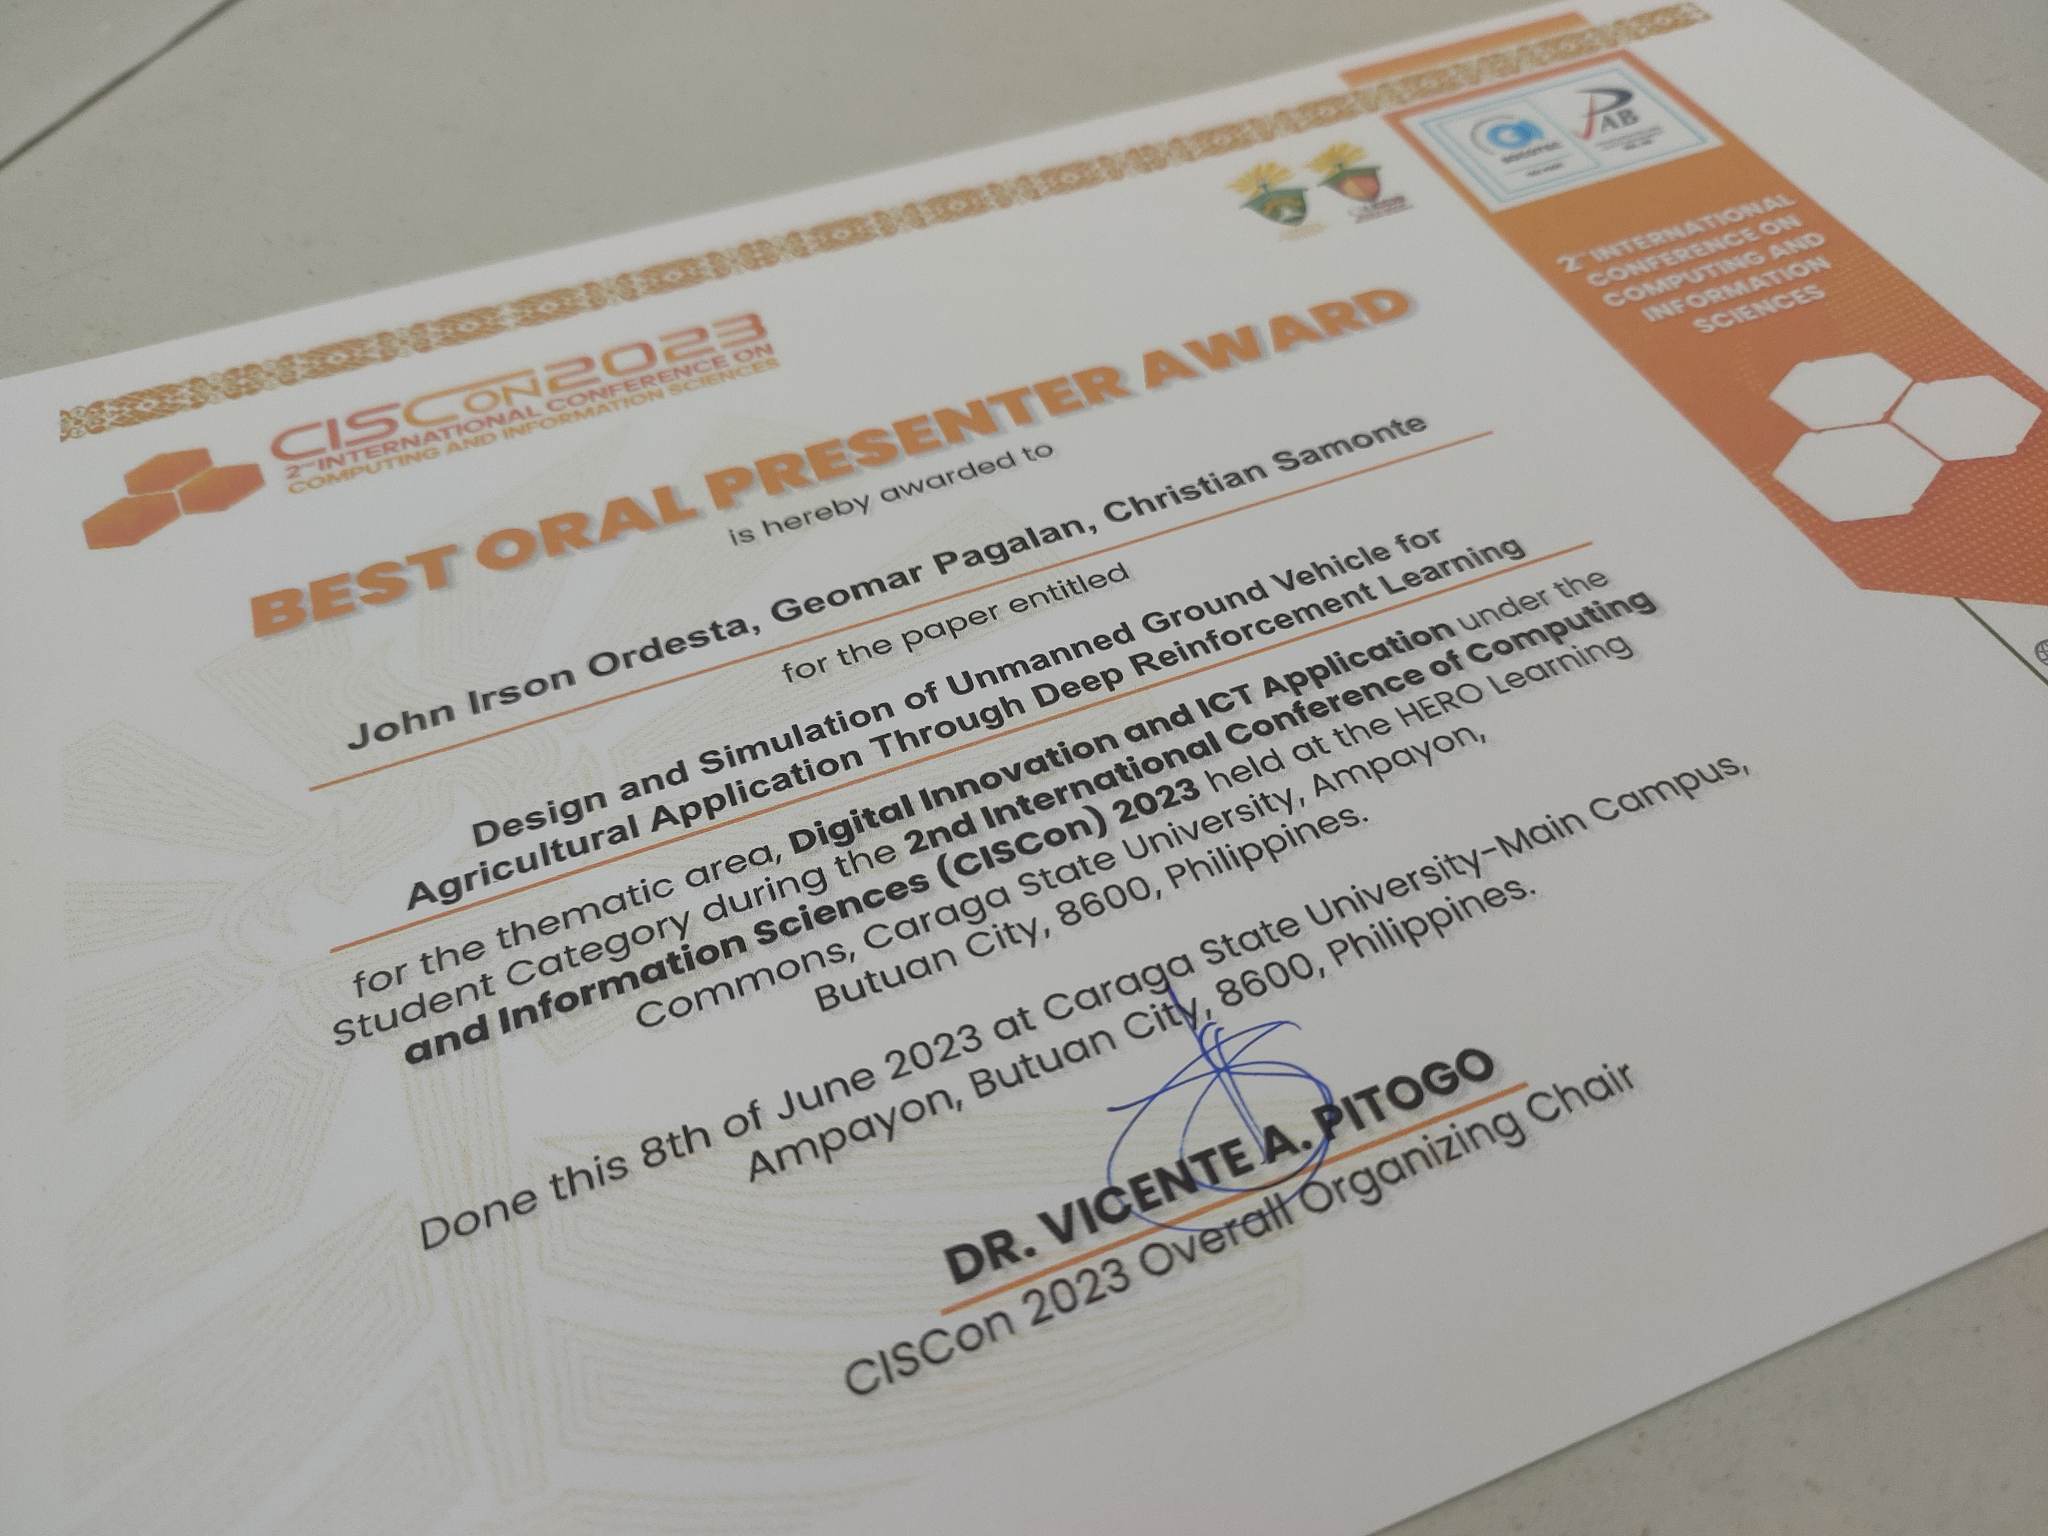 CISCON2023
2ND INTERNATIONAL CONFERENCE ON
COMPUTING AND INFORMATION SCIENCES
PAB
2ND INTERNATIONAL
CONFERENCE ON
COMPUTING AND
INFORMATION
SCIENCES
BEST ORAL PRESENTER AWARD
is hereby awarded to
John Irson Ordesta, Geomar Pagalan, Christian Samonte
for the paper entitled
Design and Simulation of Unmanned Ground Vehicle for
Agricultural Application Through Deep Reinforcement Learning
for the thematic area, Digital Innovation and ICT Application under the
Student Category during the 2nd International Conference of Computing
and Information Sciences (CISCon) 2023 held at the HERO Learning
Commons, Caraga State University, Ampayon,
Butuan City, 8600, Philippines.
Done this 8th of June 2023 at Caraga State University-Main Campus,
Ampayon, Butuan City, 8600, Philippines.
DR. VICENTE A. PITOGO
CISCon 2023 Overall Organizing Chair